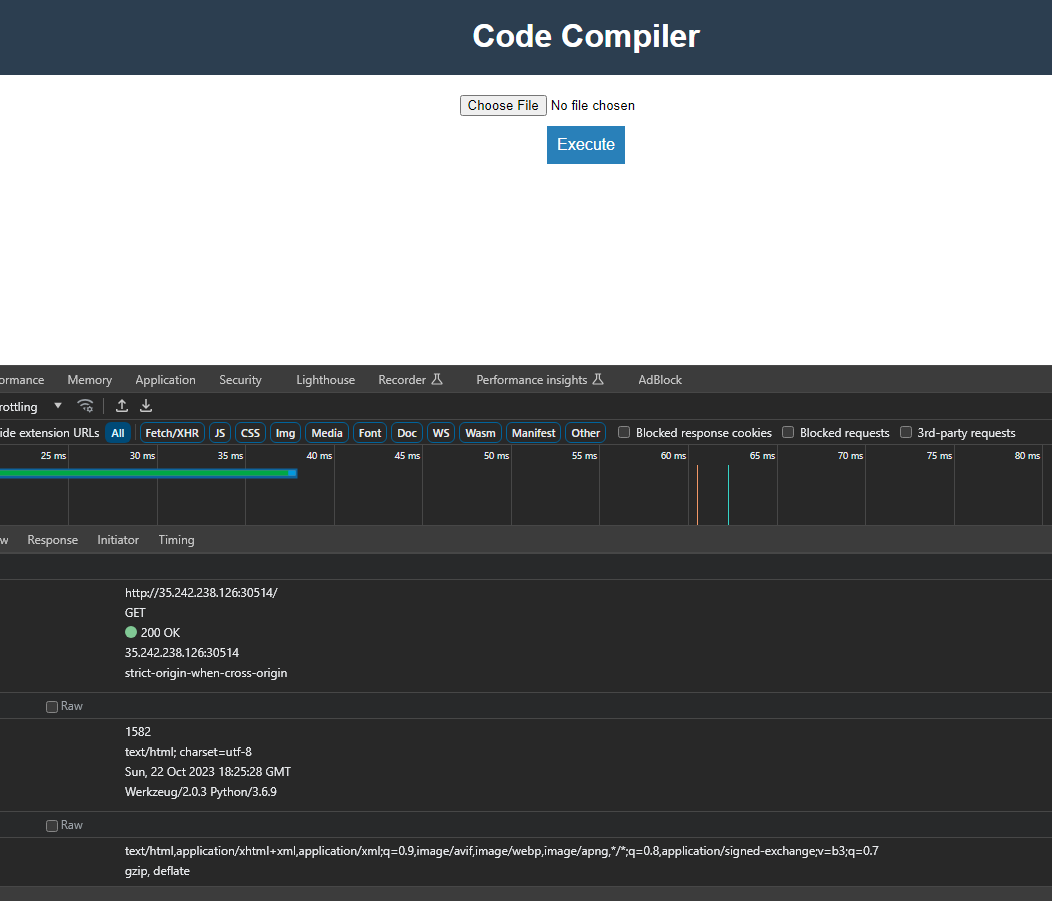 Code Compiler
Choose File No file chosen
Execute
ormance Memory Application Security Lighthouse Recorder Performance insights AdBlock
rottling
ide extension URLs All Fetch/XHR JS CSS Img Media Font Doc WS Wasm Manifest Other Blocked response cookies Blocked requests 3rd-party requests
25 ms 30 ms 35 ms 40 ms 45 ms 50 ms 55 ms 60 ms 65 ms 70 ms 75 ms 80 ms
w Response Initiator Timing
http://35.242.238.126:30514/
GET
200 OK
35.242.238.126:30514
strict-origin-when-cross-origin
Raw
1582
text/html; charset=utf-8
Sun, 22 Oct 2023 18:25:28 GMT
Werkzeug/2.0.3 Python/3.6.9
Raw
text/html,application/xhtml+xml,application/xml;q=0.9,image/avif,image/webp,image/apng,*/*;q=0.8,application/signed-exchange;v=b3;q=0.7
gzip, deflate